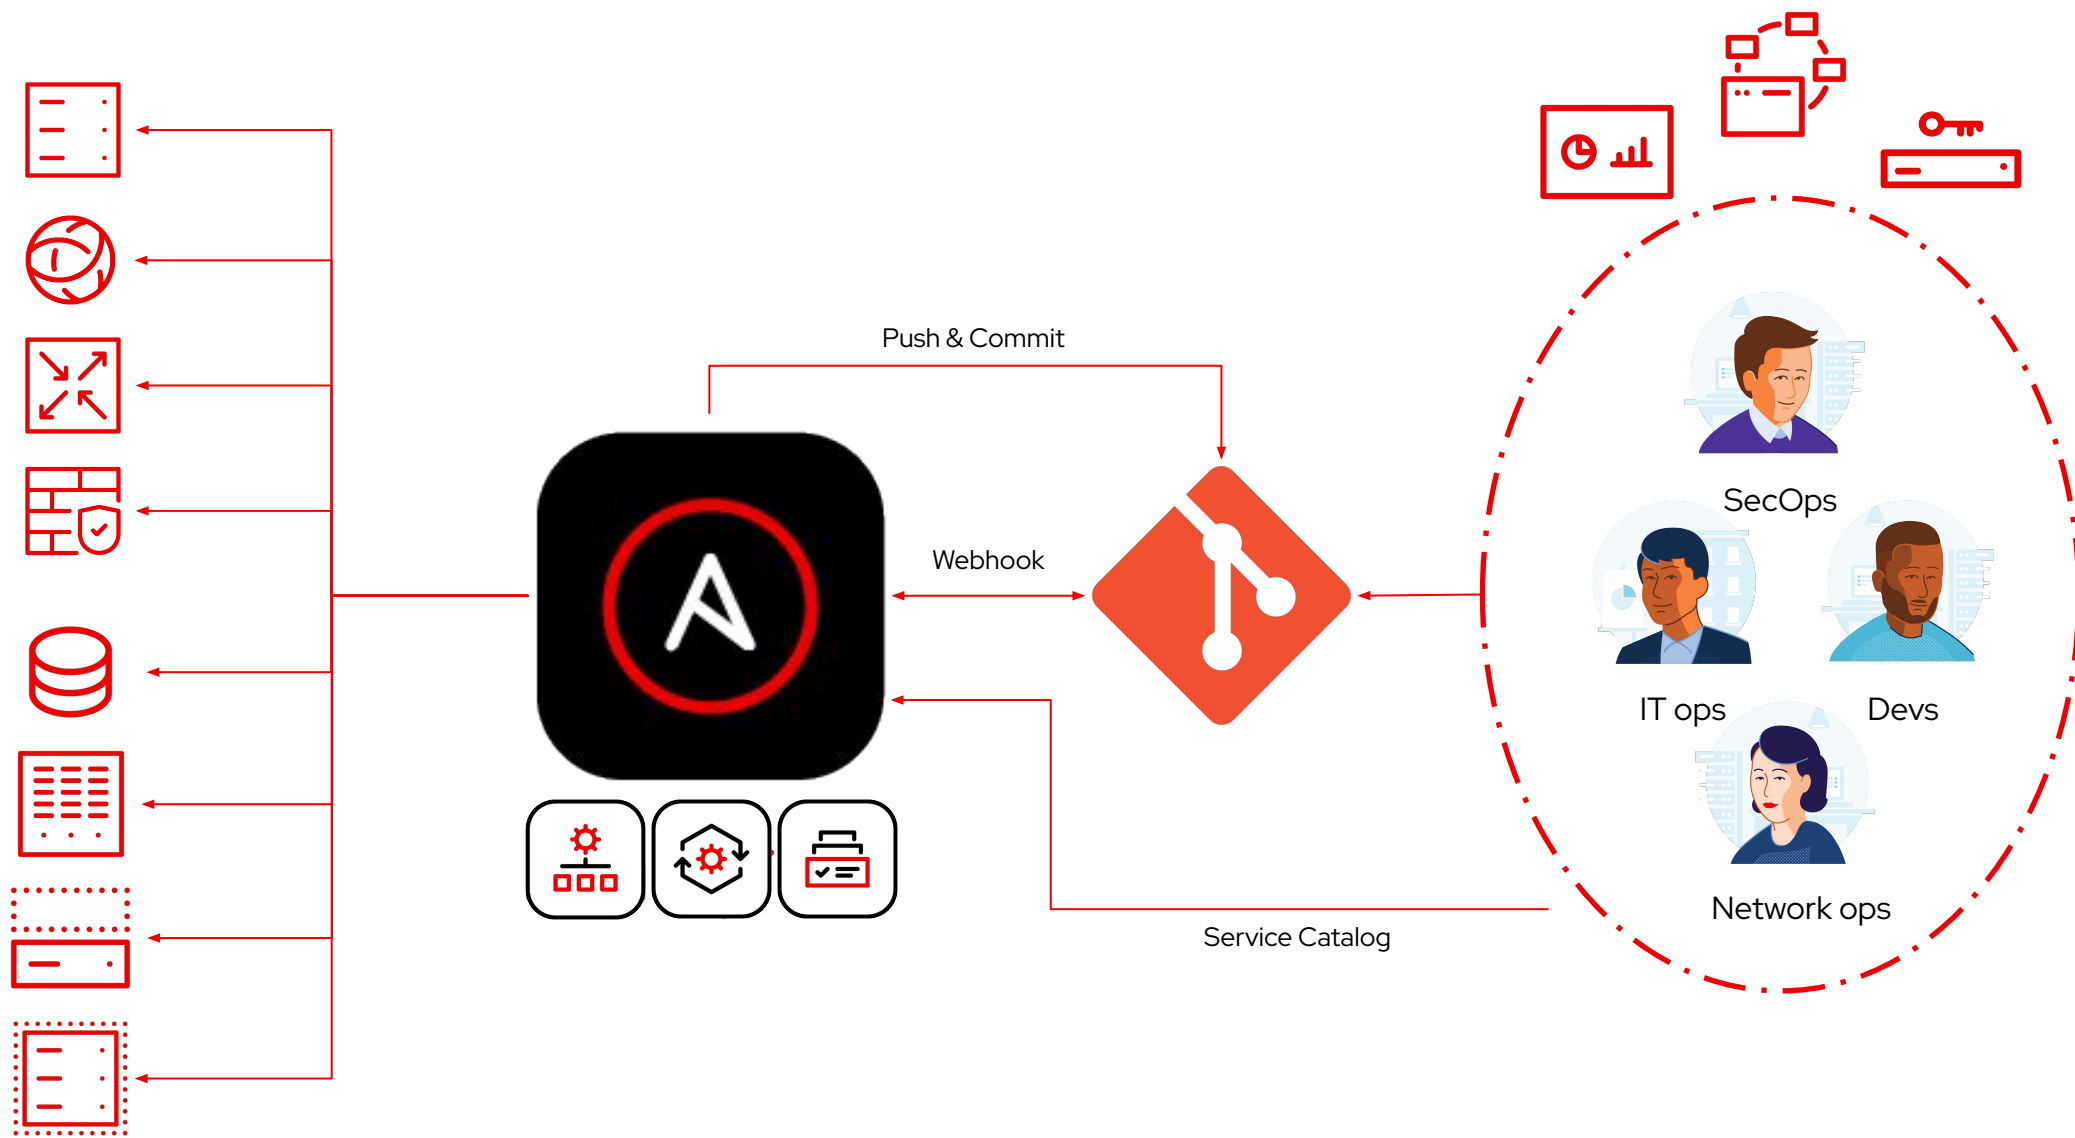 Push & Commit
Webhook
Service Catalog
SecOps
IT ops
Devs
Network ops